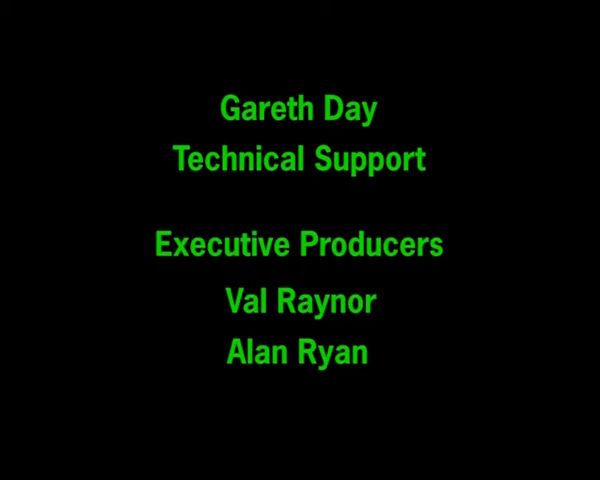 Gareth Day
Technical Support
Executive Producers
Val Raynor
Alan Ryan